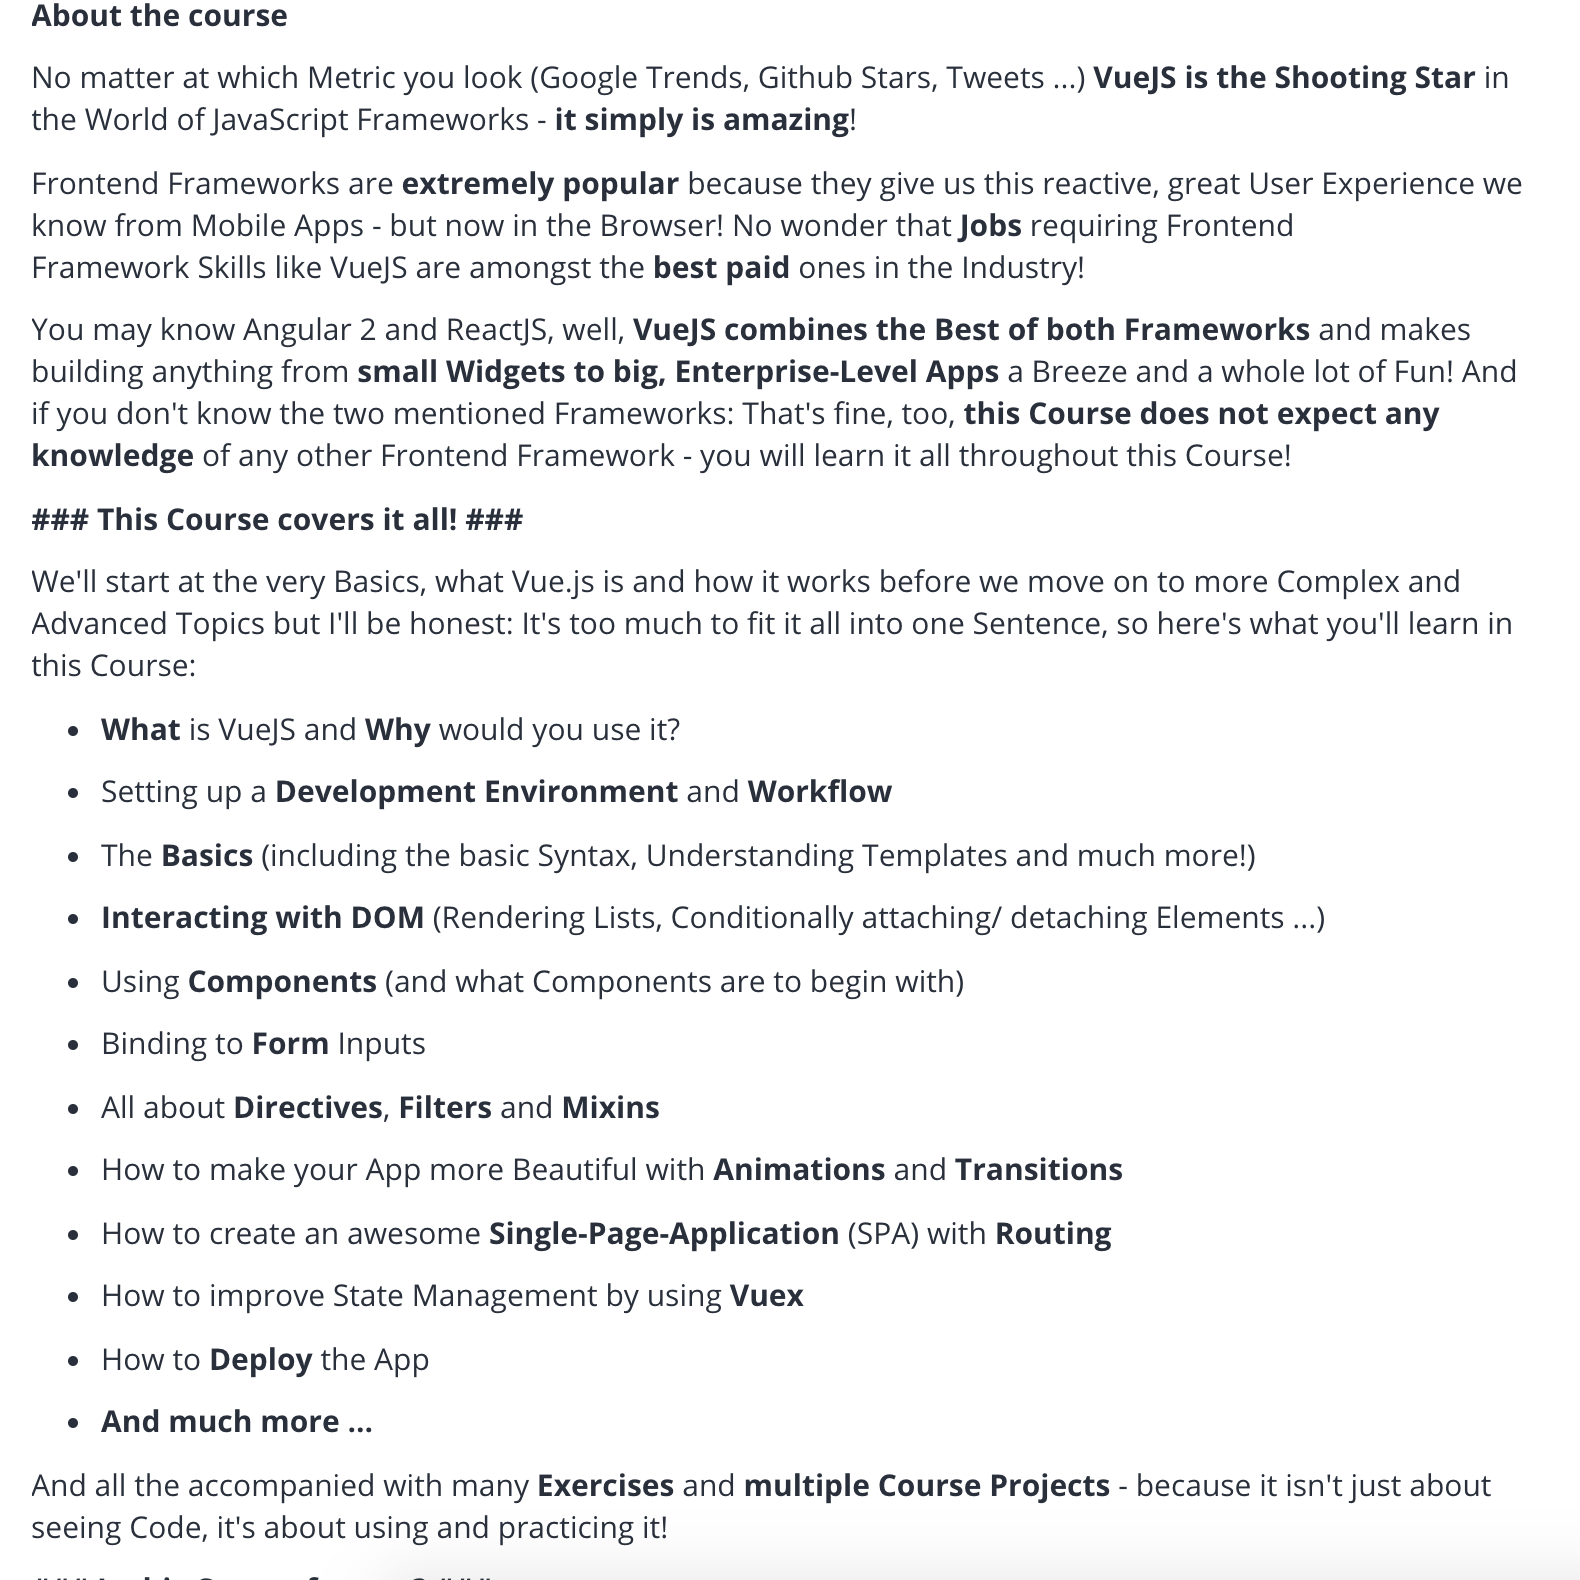 About the course
No matter at which Metric you look (Google Trends, Github Stars, Tweets ...) VueJS is the Shooting Star in
the World of JavaScript Frameworks - it simply is amazing!
Frontend Frameworks are extremely popular because they give us this reactive, great User Experience we
know from Mobile Apps - but now in the Browser! No wonder that Jobs requiring Frontend
Framework Skills like VueJS are amongst the best paid ones in the Industry!
You may know Angular 2 and ReactJS, well, VueJS combines the Best of both Frameworks and makes
building anything from small Widgets to big, Enterprise-Level Apps a Breeze and a whole lot of Fun! And
if you don't know the two mentioned Frameworks: That's fine, too, this Course does not expect any
knowledge of any other Frontend Framework - you will learn it all throughout this Course!
### This Course covers it all! ###
We'll start at the very Basics, what Vue.js is and how it works before we move on to more Complex and
Advanced Topics but I'll be honest: It's too much to fit it all into one Sentence, so here's what you'll learn in
this Course:
• What is VueJS and Why would you use it?
• Setting up a Development Environment and Workflow
• The Basics (including the basic Syntax, Understanding Templates and much more!)
• Interacting with DOM (Rendering Lists, Conditionally attaching/ detaching Elements ...)
• Using Components (and what Components are to begin with)
• Binding to Form Inputs
• All about Directives, Filters and Mixins
• How to make your App more Beautiful with Animations and Transitions
• How to create an awesome Single-Page-Application (SPA) with Routing
• How to improve State Management by using Vuex
• How to Deploy the App
• And much more ...
And all the accompanied with many Exercises and multiple Course Projects - because it isn't just about
seeing Code, it's about using and practicing it!